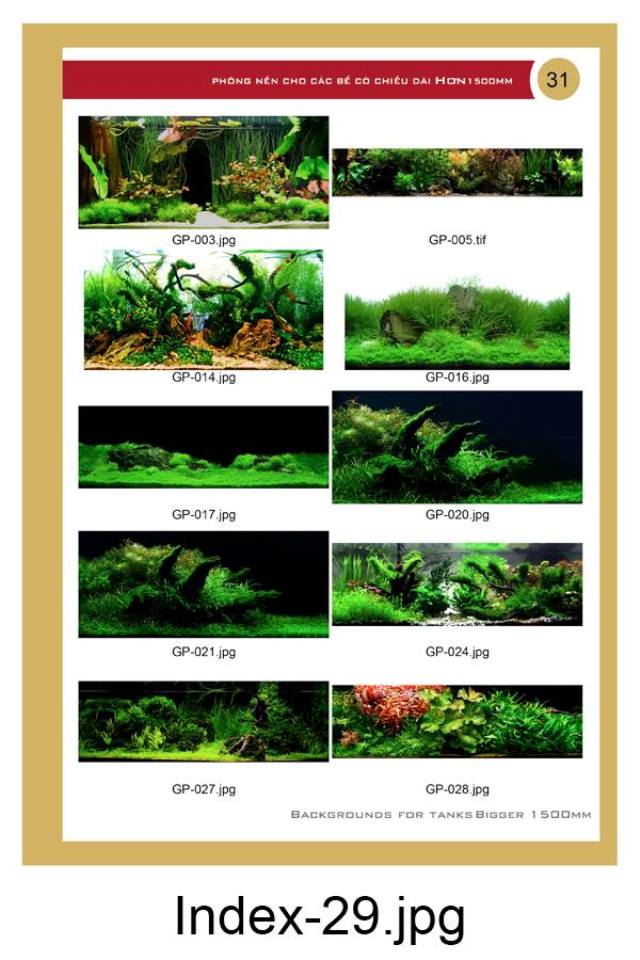 PHÔNG NỀN CHO CÁC BỂ CÓ CHIỀU DÀI HƠN 1500MM
31
GP-003.jpg
GP-005.tif
GP-014.jpg
GP-016.jpg
GP-017.jpg
GP-020.jpg
GP-021.jpg
GP-024.jpg
GP-027.jpg
GP-028.jpg
BACKGROUNDS FOR TANKS BIGGER 1500MM
Index-29.jpg